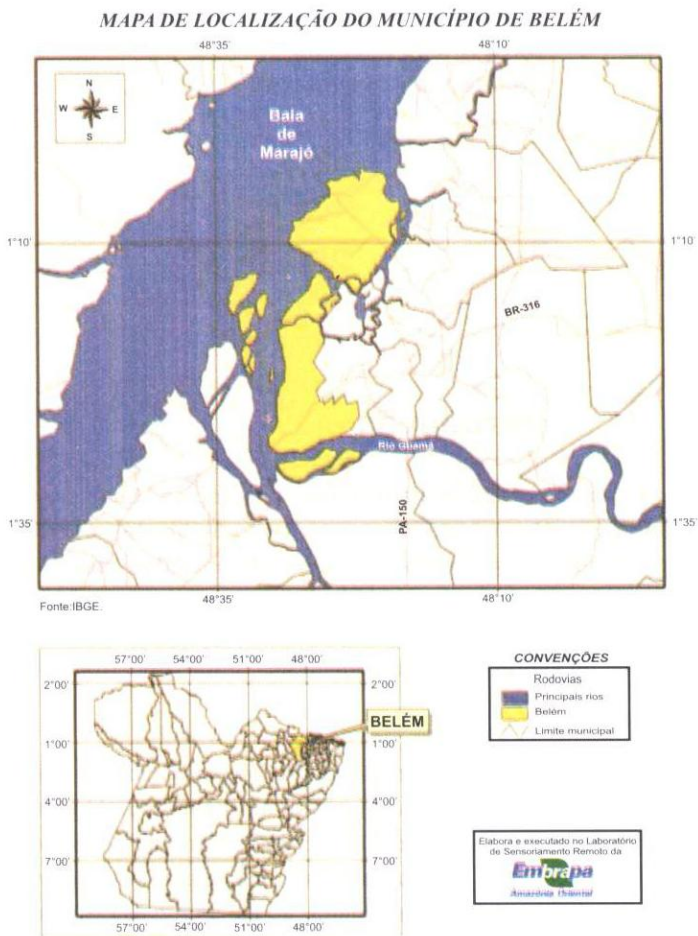 MAPA DE LOCALIZAÇÃO DO MUNICÍPIO DE BELÉM
48°35'
48°10'
N
W
E
S
Baia
de
Marajó
1°10'
1°10'
BR-316
Rio Guamá
PA-150
1°35'
1°35'
48°35'
48°10'
Fonte:IBGE.
57°00'
54°00'
51°00'
48°00'
2°00'
2°00'
BELÉM
1°00'
1°00'
4°00'
4°00'
7°00'
7°00'
57°00'
54°00'
51°00'
48°00'
CONVENÇÕES
Rodovias
Principais rios
Belém
Limite municipal
Elabora e executado no Laboratório
de Sensoriamento Remoto da
Embrapa
Amazônia Oriental